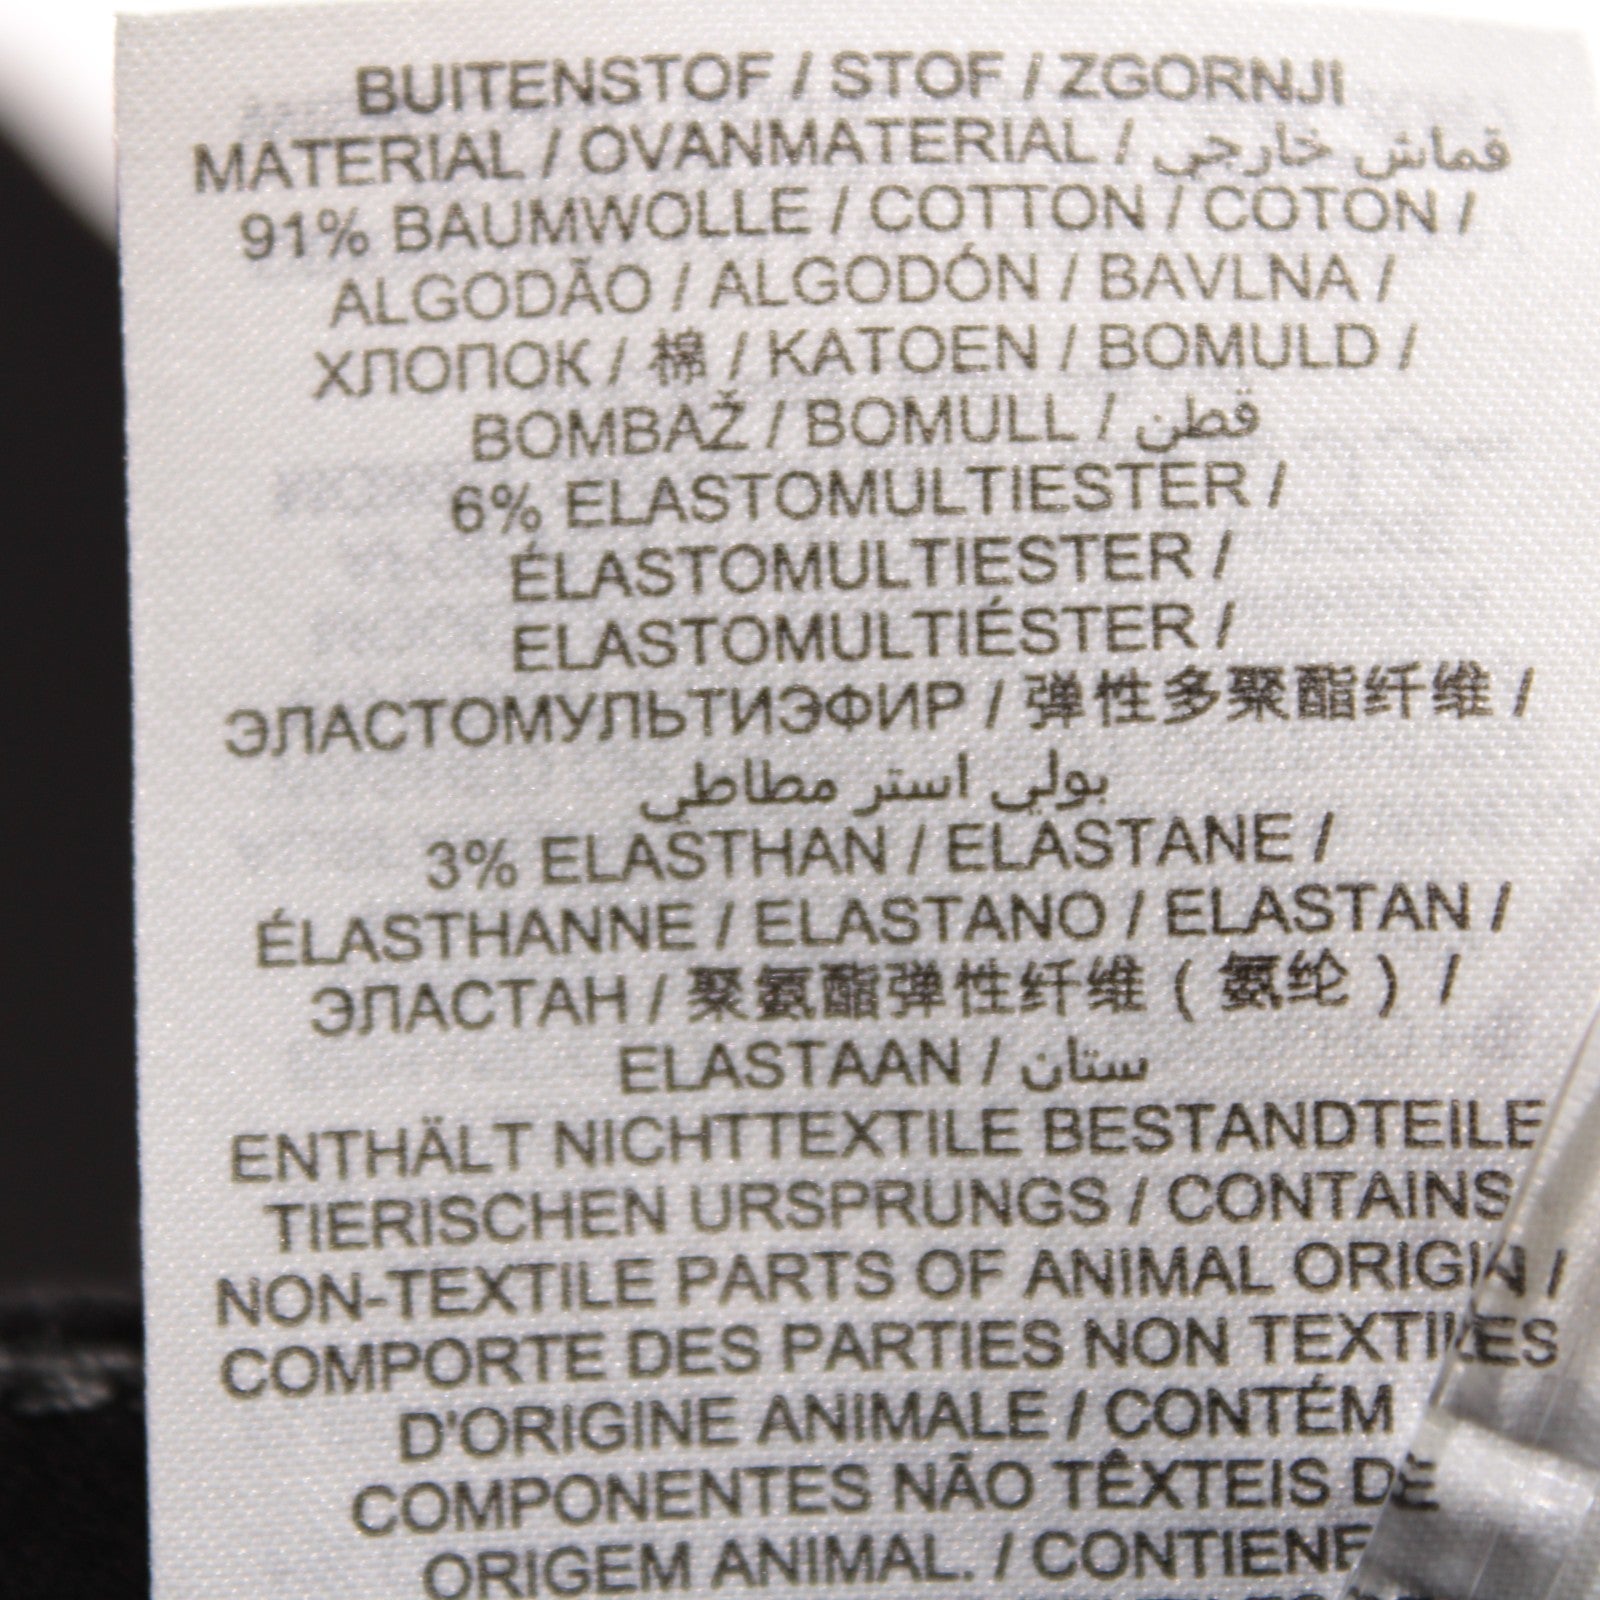 BUITENSTOF / STOF / ZGORNJI
MATERIAL / OVANMATERIAL / قماش خارجي
91% BAUMWOLLE / COTTON / COTON /
ALGODÃO / ALGODÓN / BAVLNA /
ХЛОПОК / 棉 / KATOEN / BOMULD /
BOMBAŽ / BOMULL / قطن
6% ELASTOMULTIESTER /
ÉLASTOMULTIESTER /
ELASTOMULTIÉSTER /
ЭЛАСТОМУЛЬТИЭФИР / 弹性多聚酯纤维 /
بولي استر مطاطي
3% ELASTHAN / ELASTANE /
ÉLASTHANNE / ELASTANO / ELASTAN /
ЭЛАСТАН / 聚氨酯弹性纤维 ( 氨纶 ) /
ELASTAAN / ستان
ENTHÄLT NICHTTEXTILE BESTANDTEILE
TIERISCHEN URSPRUNGS / CONTAINS
NON-TEXTILE PARTS OF ANIMAL ORIGIN /
COMPORTE DES PARTIES NON TEXTILES
D'ORIGINE ANIMALE / CONTÉM
COMPONENTES NÃO TÊXTEIS DE
ORIGEM ANIMAL. / CONTIENE